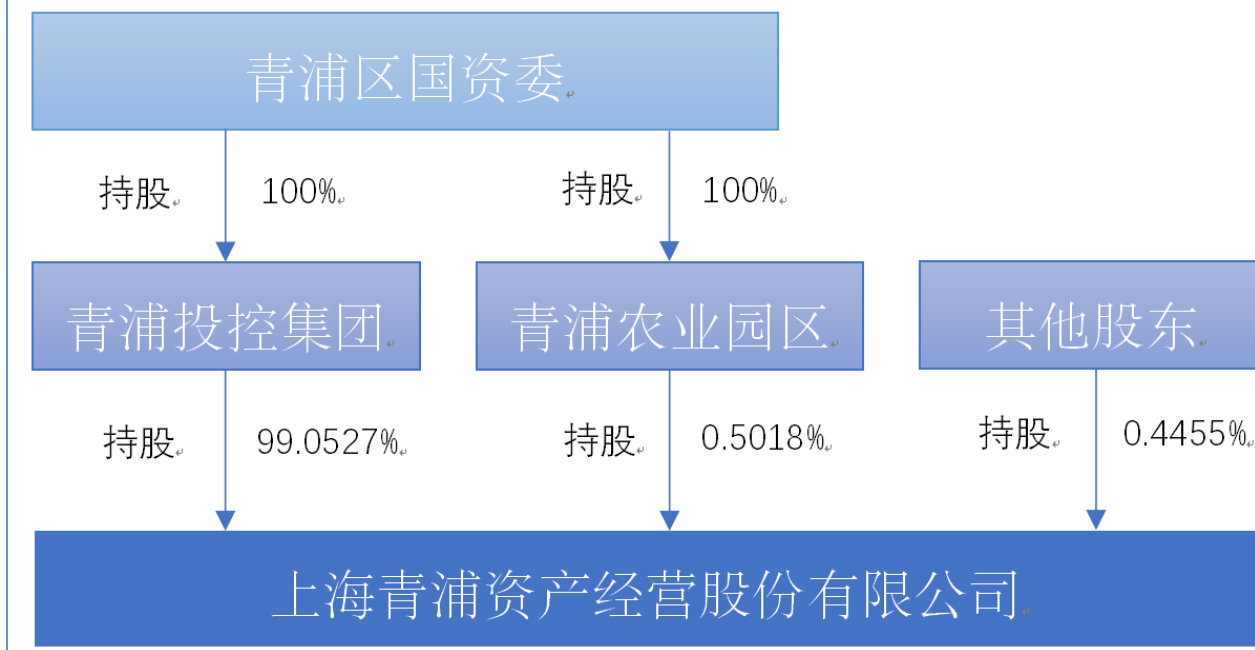 青浦区国资委
持股 100% 持股 100%
青浦投控集团 青浦农业园区 其他股东
持股 99.0527% 持股 0.5018% 持股 0.4455%
上海青浦资产经营股份有限公司